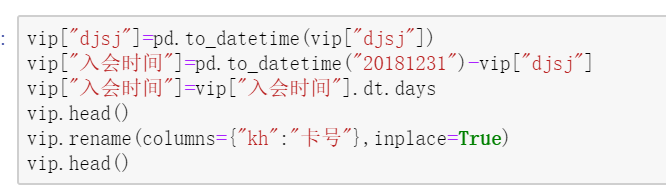 vip["djsj"]=pd.to_datetime(vip["djsj"])
vip["入会时间"]=pd.to_datetime("20181231")-vip["djsj"]
vip["入会时间"]=vip["入会时间"].dt.days
vip.head()
vip.rename(columns={"kh":"卡号"},inplace=True)
vip.head()